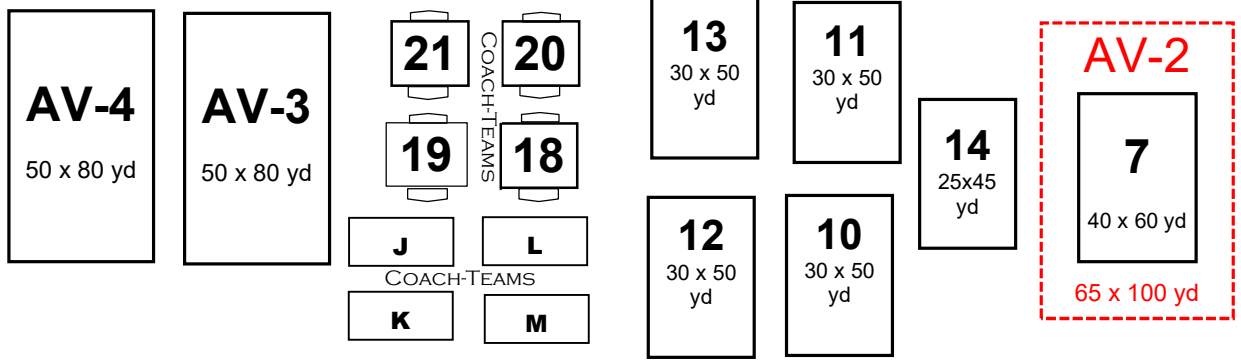 AV-4
50 x 80 yd
AV-3
50 x 80 yd
21
20
COACH-TEAMS
19
18
J
L
COACH-TEAMS
K
M
13
30 x 50
yd
11
30 x 50
yd
12
30 x 50
yd
10
30 x 50
yd
14
25x45
yd
AV-2
7
40 x 60 yd
65 x 100 yd